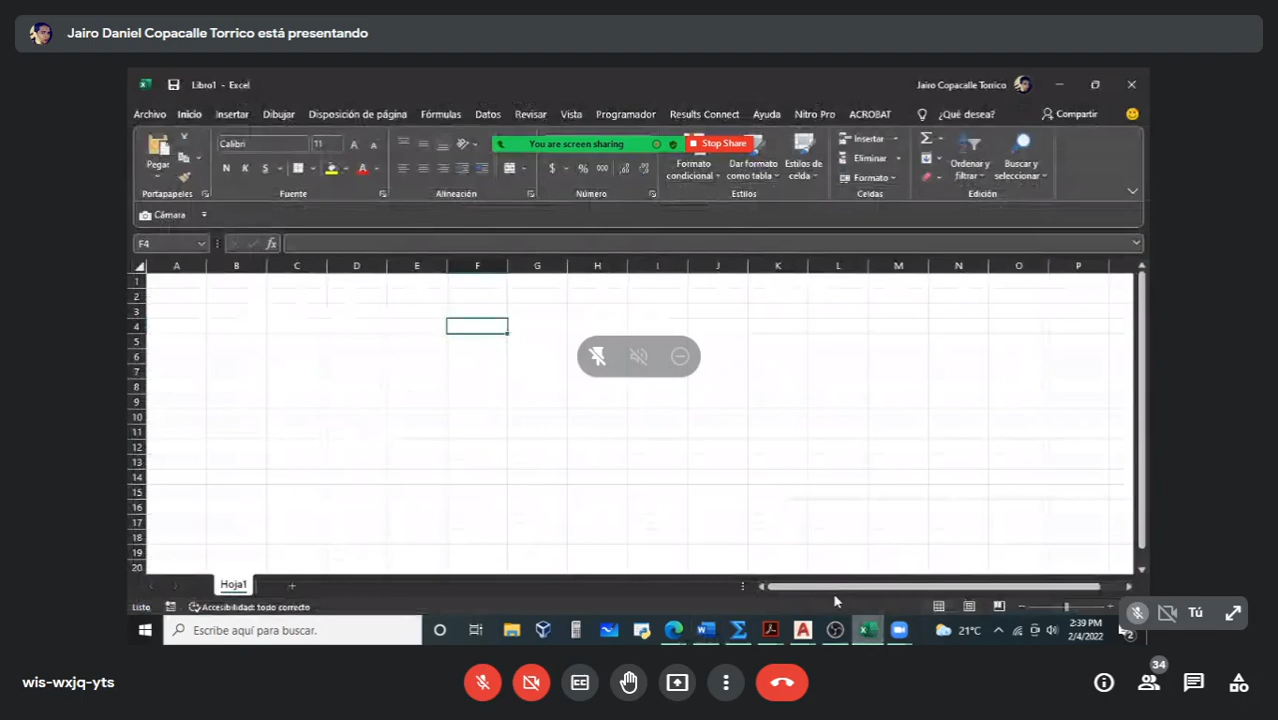 Jairo Daniel Copacalle Torrico está presentando
Libro1 - Excel
Jairo Copacalle Torrico
Archivo Inicio Insertar Dibujar Disposición de página Fórmulas Datos Revisar Vista Programador Results Connect Ayuda Nitro Pro ACROBAT ¿Qué desea? Compartir
Pegar
Calibri 11
N K S
You are screen sharing
Stop Share
$ % 000
Formato condicional
Dar formato como tabla
Estilos de celda
Insertar
Eliminar
Formato
Ordenar y filtrar
Buscar y seleccionar
Portapapeles Fuente Alineación Número Estilos Celdas Edición
Cámara
F4 fx
A B C D E F G H I J K L M N O P
1
2
3
4
5
6
7
8
9
10
11
12
13
14
15
16
17
18
19
20
Hoja1
Listo Accesibilidad: todo correcto
Tú
Escribe aquí para buscar.
21°C
2:39 PM
2/4/2022
2
wis-wxjq-yts
34